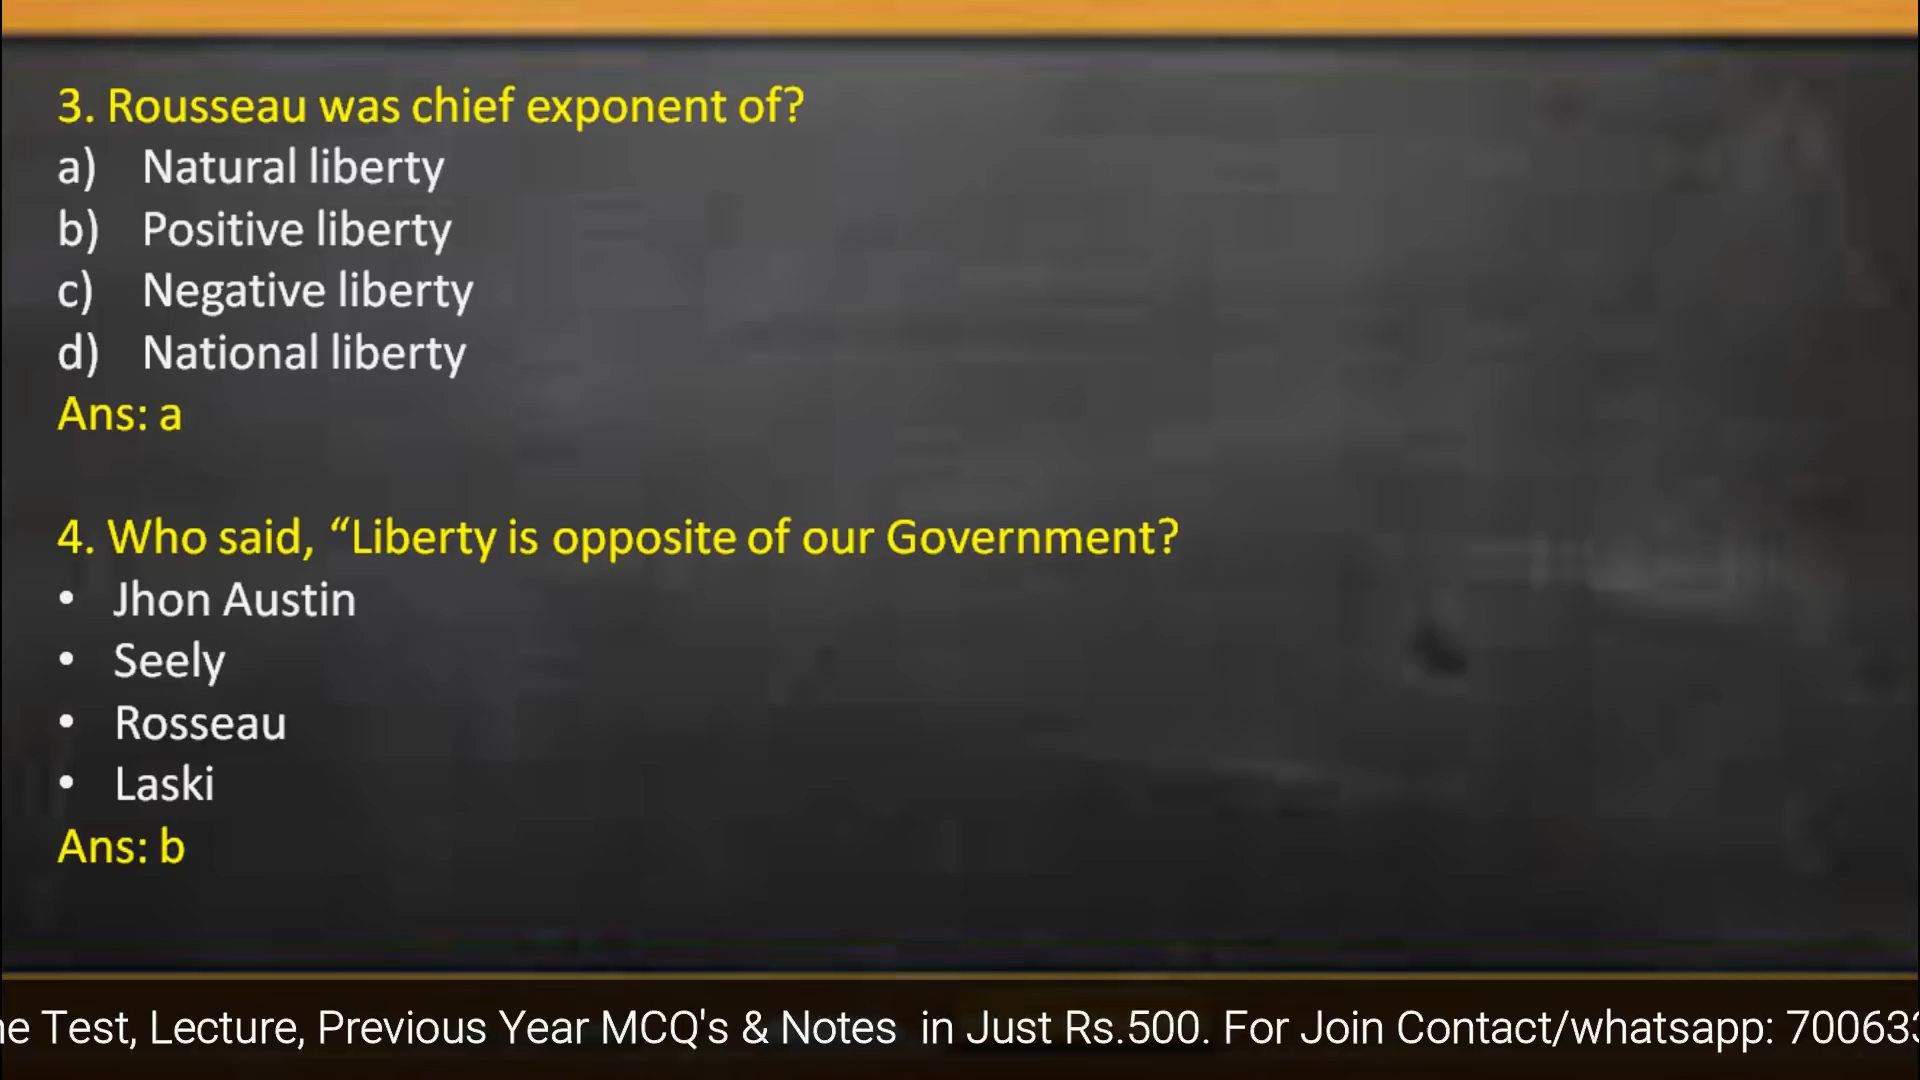 3. Rousseau was chief exponent of?
a) Natural liberty
b) Positive liberty
c) Negative liberty
d) National liberty
Ans: a
4. Who said, “Liberty is opposite of our Government?
• Jhon Austin
• Seely
• Rosseau
• Laski
Ans: b
Test, Lecture, Previous Year MCQ's & Notes in Just Rs.500. For Join Contact/whatsapp: